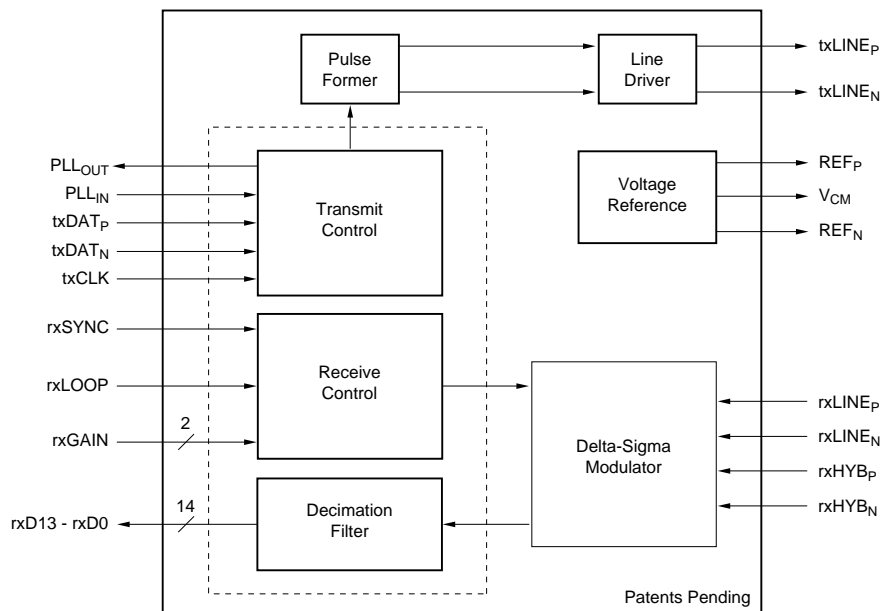 Pulse
Former
Line
Driver
txLINEP
txLINEN
PLLOUT
PLLIN
txDATP
txDATN
txCLK
Transmit
Control
Voltage
Reference
REFP
VCM
REFN
rxSYNC
rxLOOP
rxGAIN
2
Receive
Control
Delta-Sigma
Modulator
rxLINEP
rxLINEN
rxHYBP
rxHYBN
rxD13 - rxD0
14
Decimation
Filter
Patents Pending